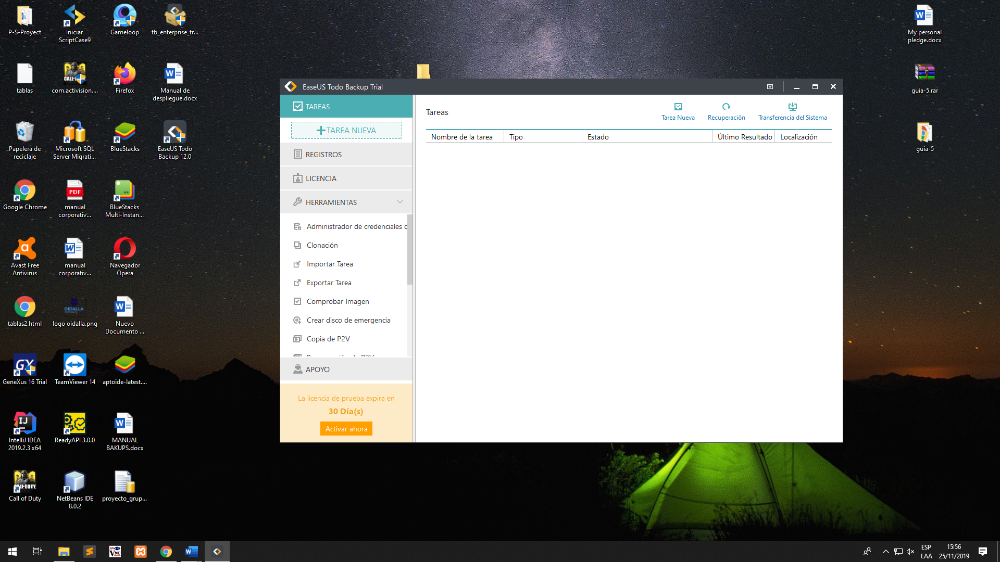 P-S-Proyect
Iniciar
ScriptCase9
Gameloop
tb_enterprise_tr...
tablas
com.activision....
Firefox
Manual de
despliegue.docx
Papelera de
reciclaje
Microsoft SQL
Server Migrati...
BlueStacks
EaseUS Todo
Backup 12.0
Google Chrome
PDF
manual
corporativ...
BlueStacks
Multi-Instan...
Avast Free
Antivirus
manual
corporativ...
Navegador
Opera
tablas2.html
OIDALLA
logo oidalla.png
Nuevo
Documento ...
GX
GeneXus 16 Trial
TeamViewer 14
aptoide-latest....
IJ
IntelliJ IDEA
2019.2.3 x64
ReadyAPI 3.0.0
MANUAL
BAKUPS.docx
Call of Duty
NetBeans IDE
8.0.2
proyecto_grup...
My personal
pledge.docx
guia-5.rar
guia-5
EaseUS Todo Backup Trial
TAREAS
TAREA NUEVA
REGISTROS
LICENCIA
HERRAMIENTAS
Administrador de credenciales
Clonación
Importar Tarea
Exportar Tarea
Comprobar Imagen
Crear disco de emergencia
Copia de P2V
APOYO
La licencia de prueba expira en
30 Día(s)
Activar ahora
Tareas
Tarea Nueva
Recuperación
Transferencia del Sistema
Nombre de la tarea
Tipo
Estado
Último Resultado
Localización
ESP
LAA
15:56
25/11/2019